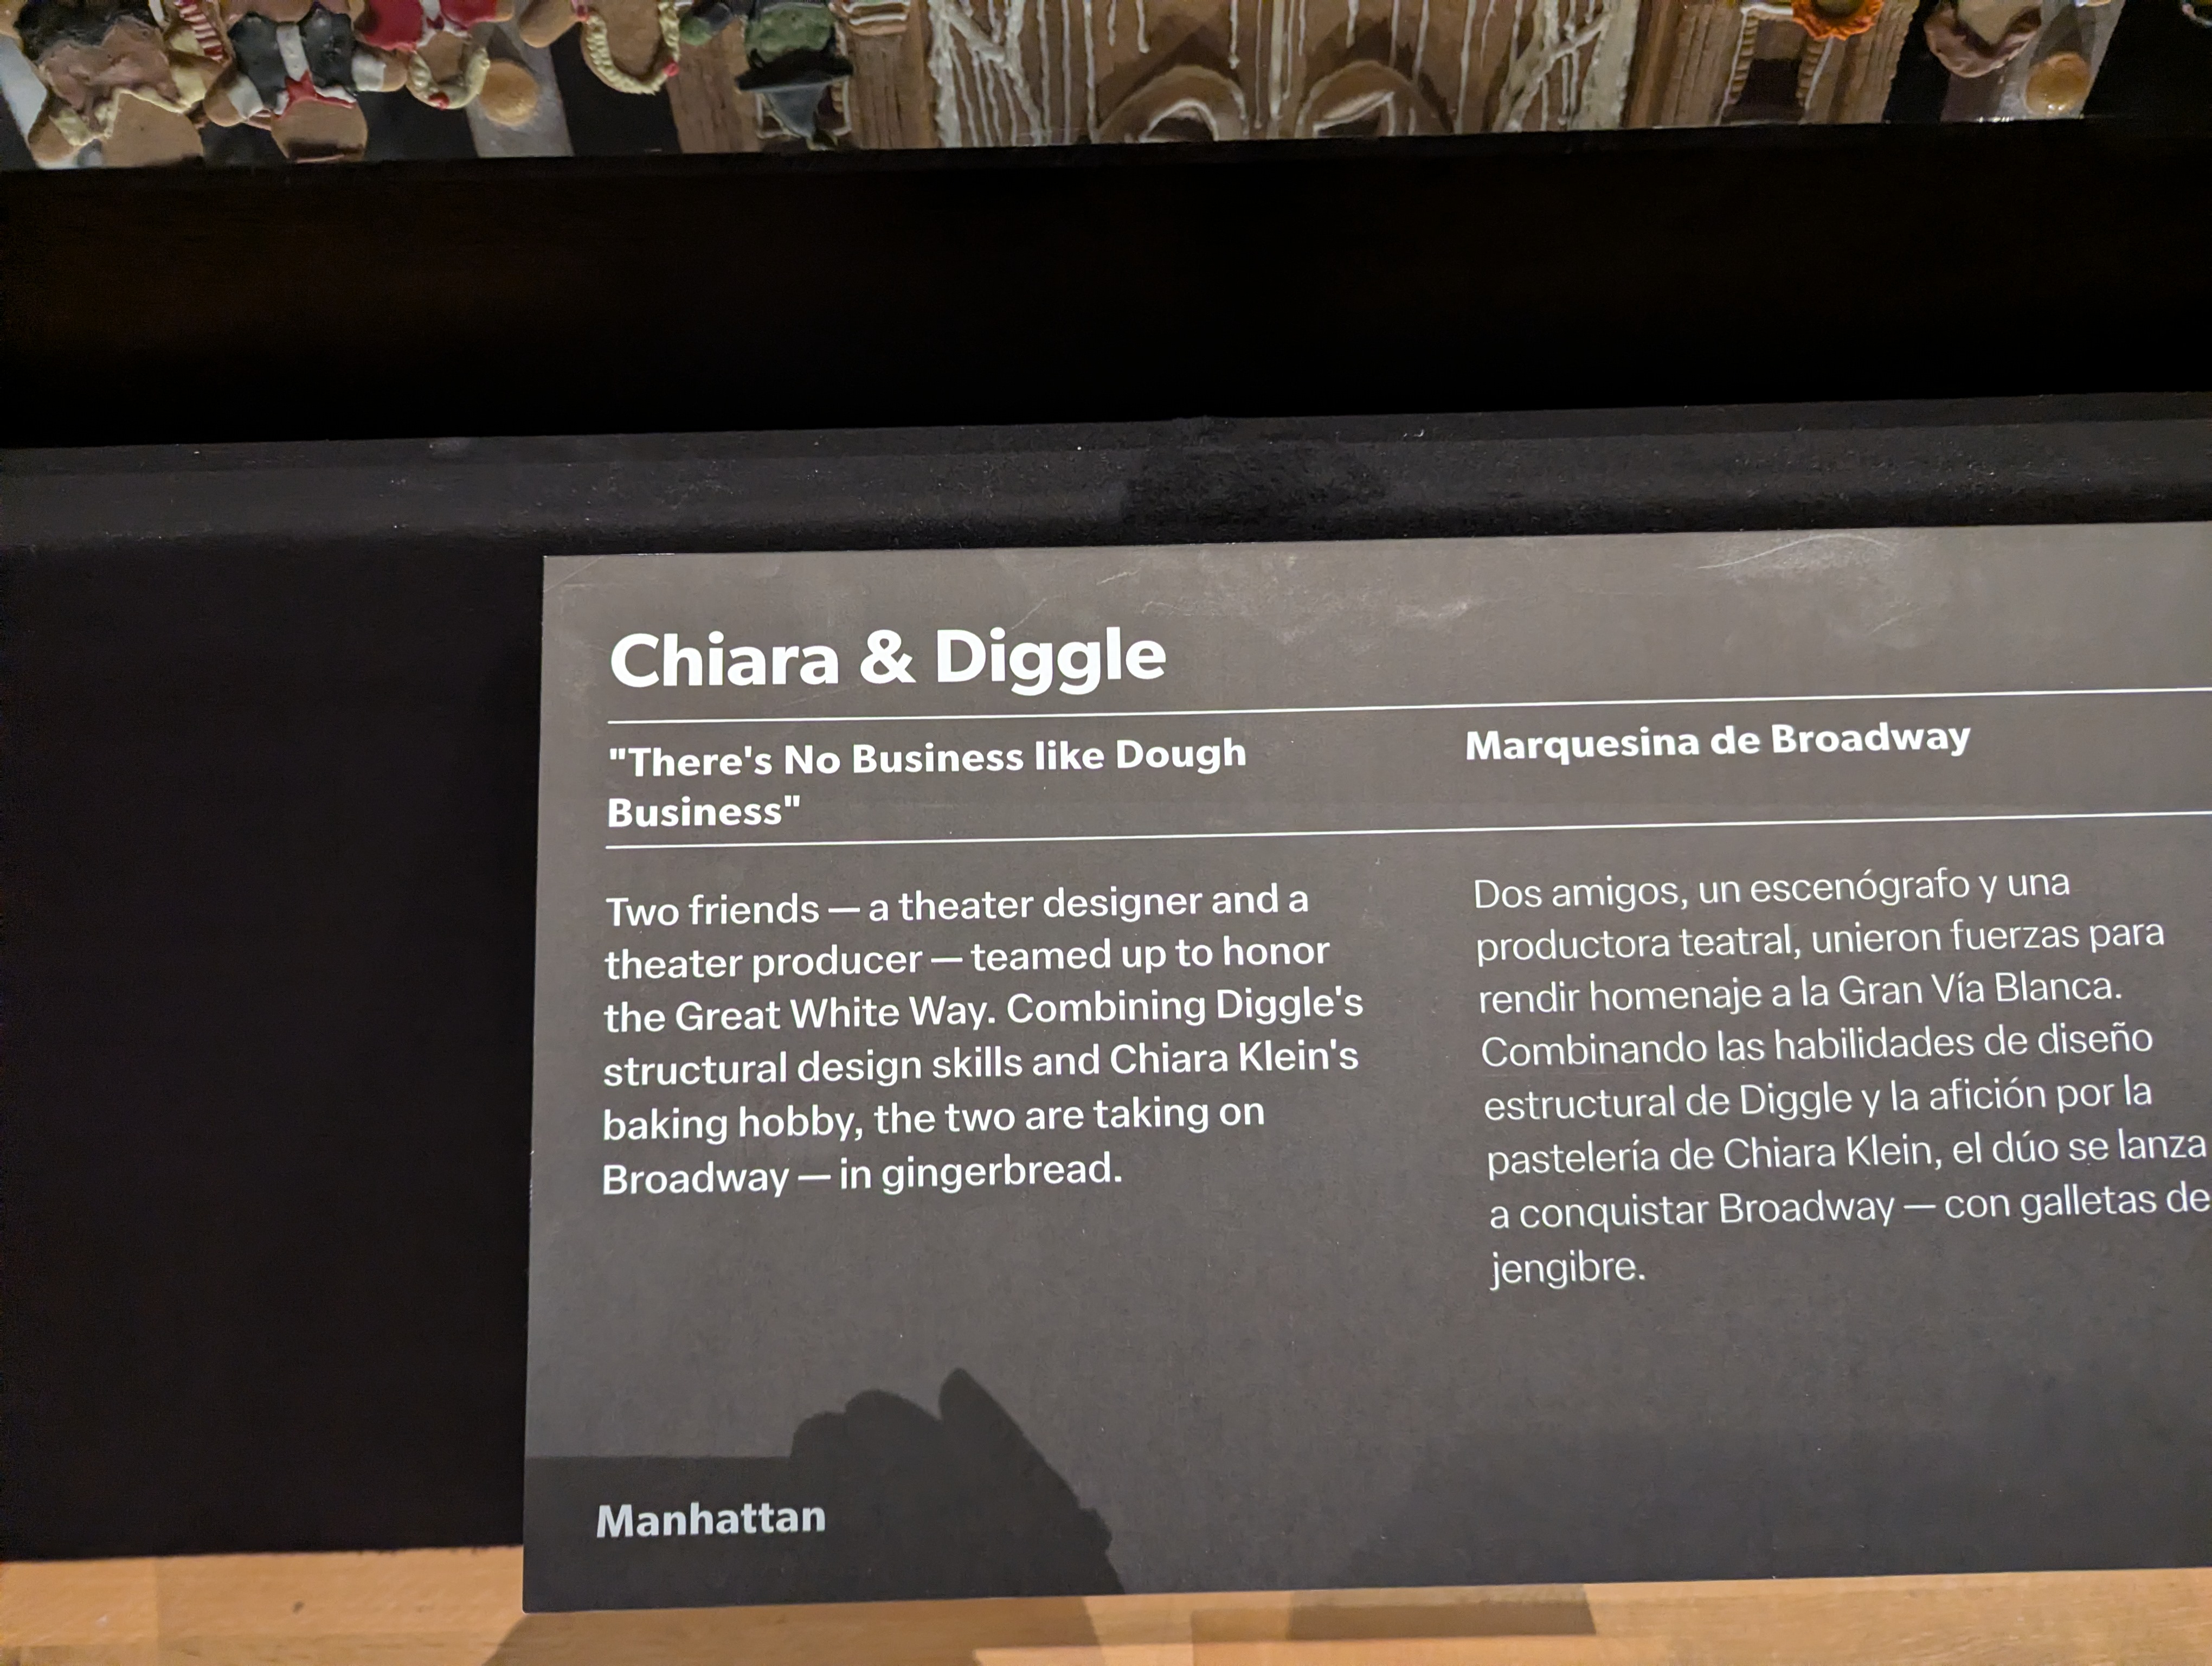 Chiara & Diggle
"There's No Business like Dough
Business"
Two friends — a theater designer and a
theater producer — teamed up to honor
the Great White Way. Combining Diggle's
structural design skills and Chiara Klein's
baking hobby, the two are taking on
Broadway — in gingerbread.
Marquesina de Broadway
Dos amigos, un escenógrafo y una
productora teatral, unieron fuerzas para
rendir homenaje a la Gran Vía Blanca.
Combinando las habilidades de diseño
estructural de Diggle y la afición por la
pastelería de Chiara Klein, el dúo se lanza
a conquistar Broadway — con galletas de
jengibre.
Manhattan